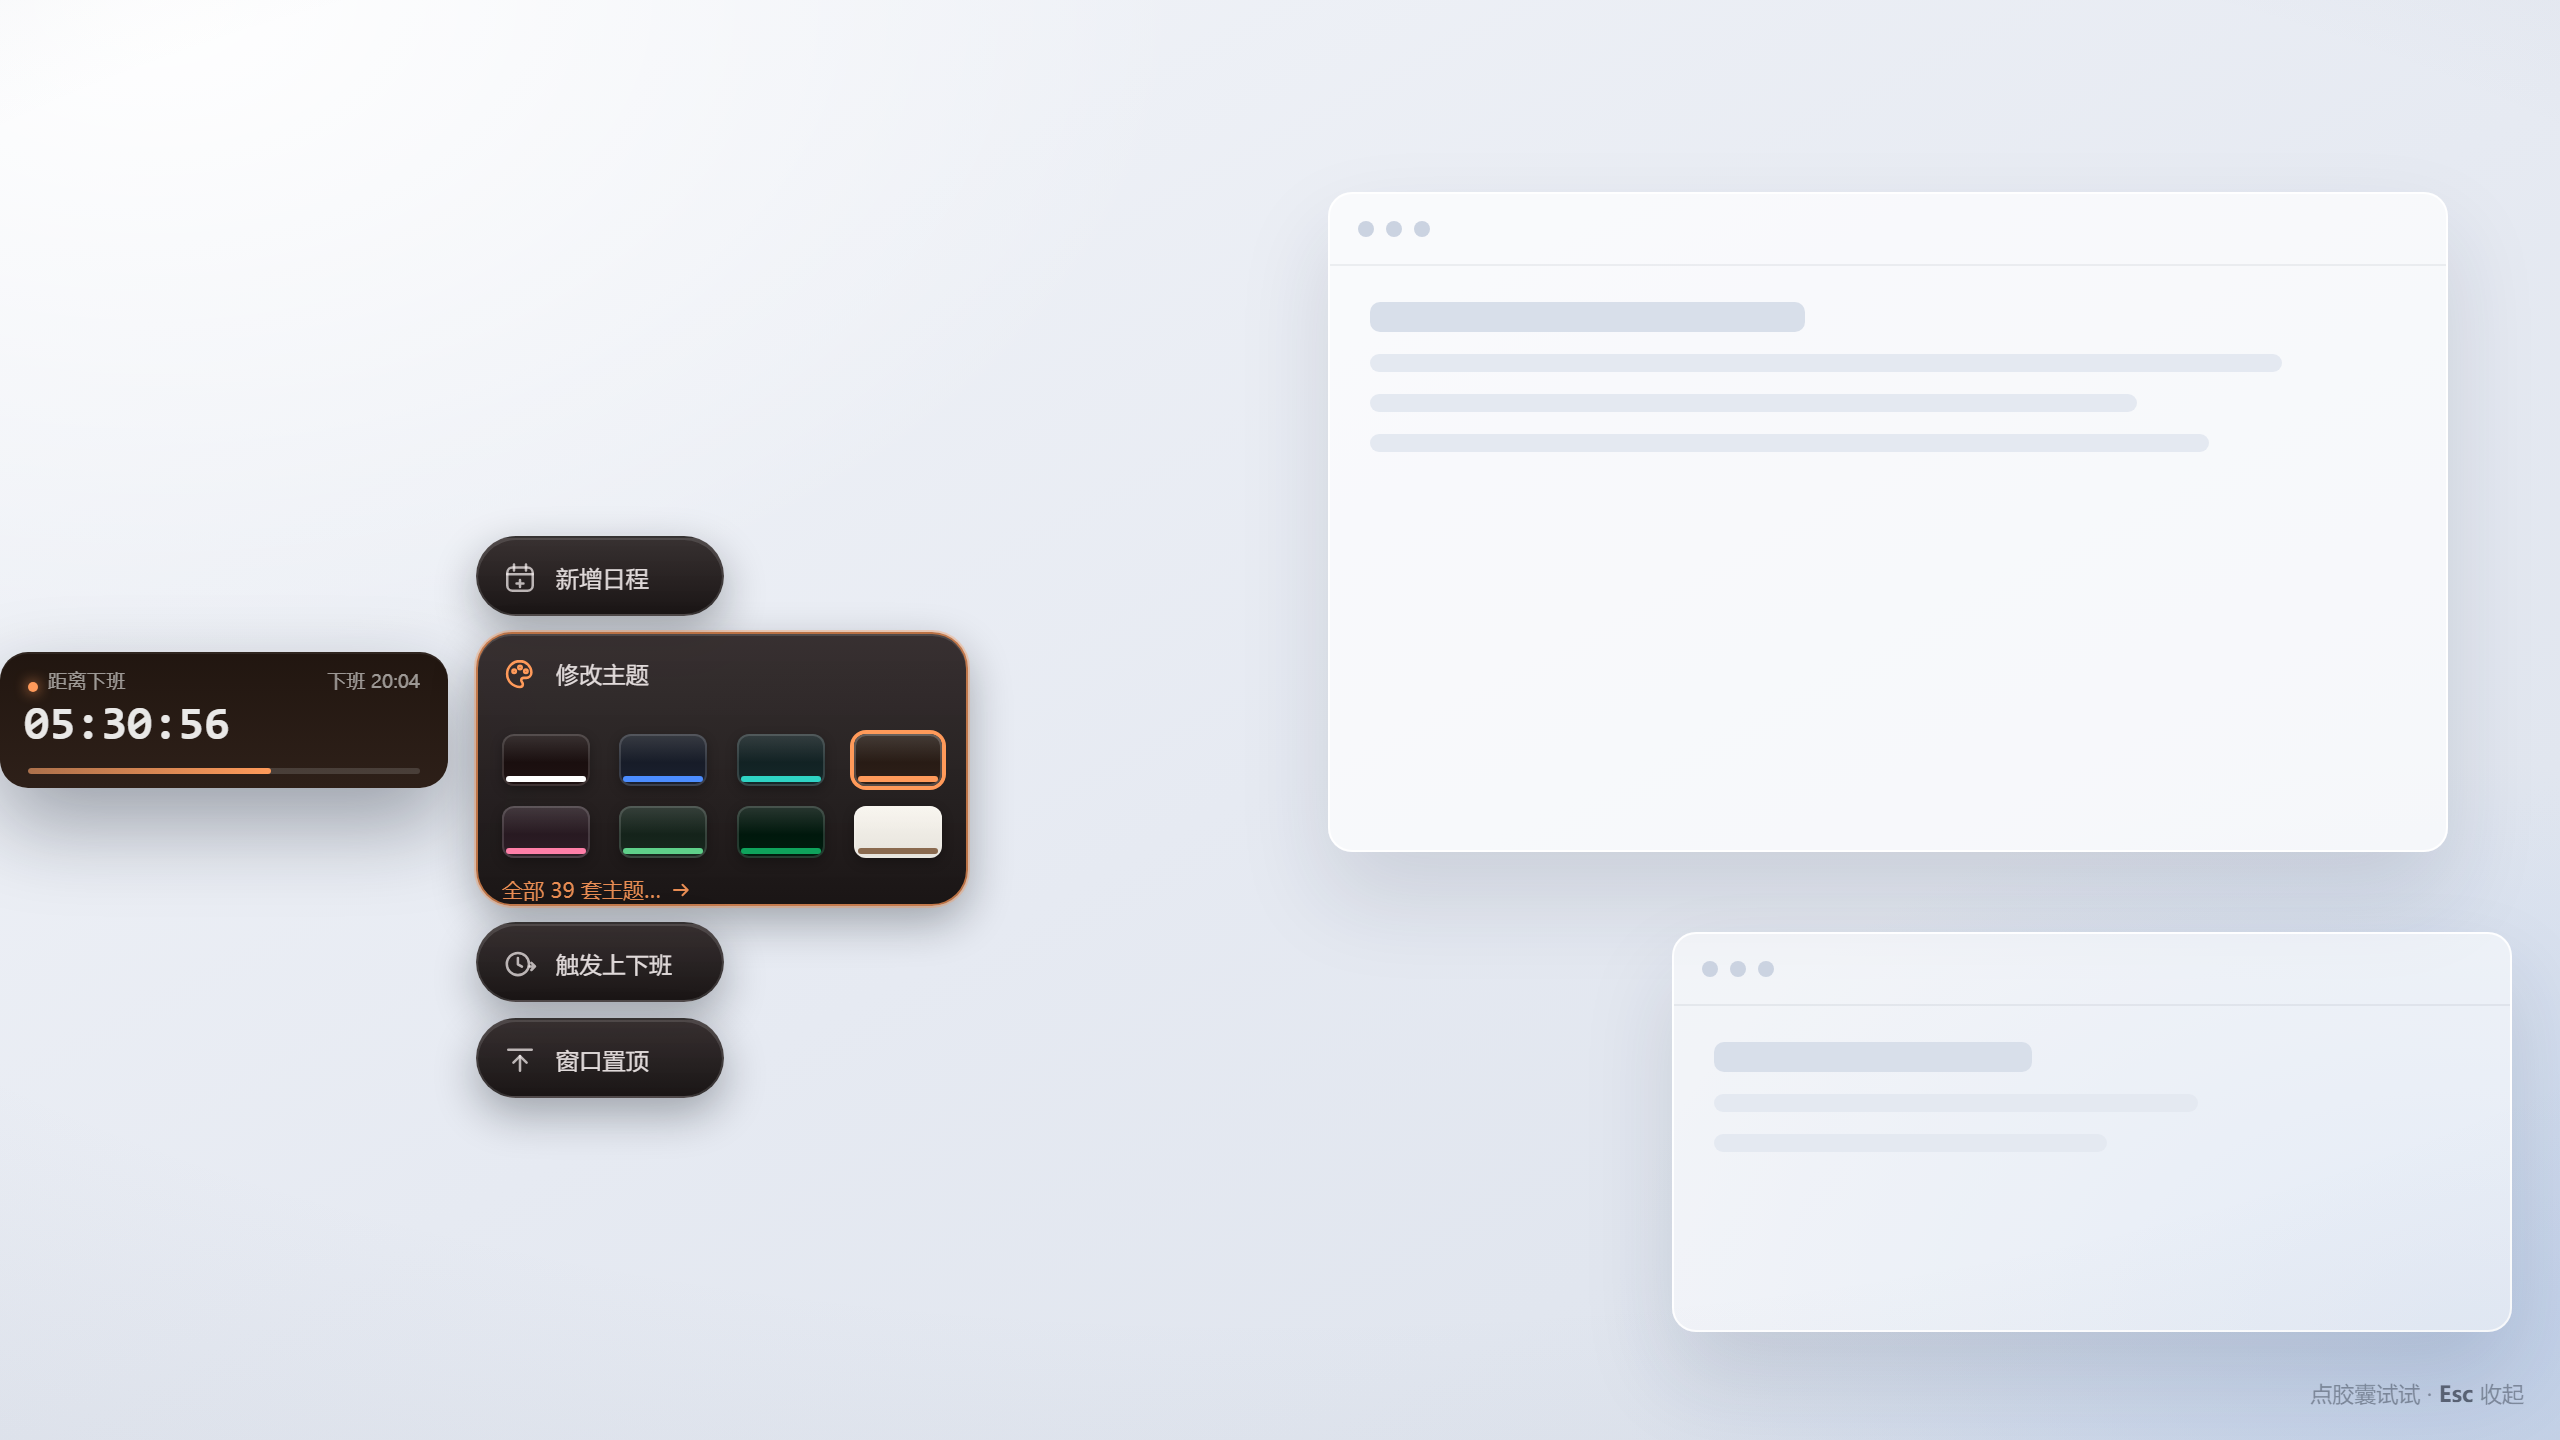 新增日程
距离下班
下班 20:04
05:30:56
修改主题
全部 39 套主题... →
触发上下班
窗口置顶
点胶囊试试 · Esc 收起